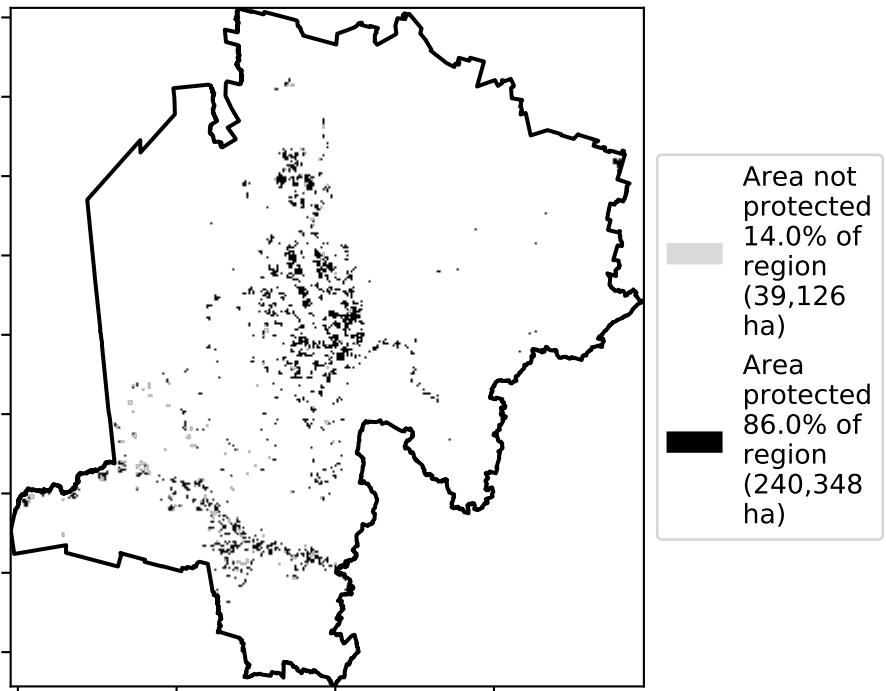 Area not
protected
14.0% of
region
(39,126
ha)
Area
protected
86.0% of
region
(240,348
ha)